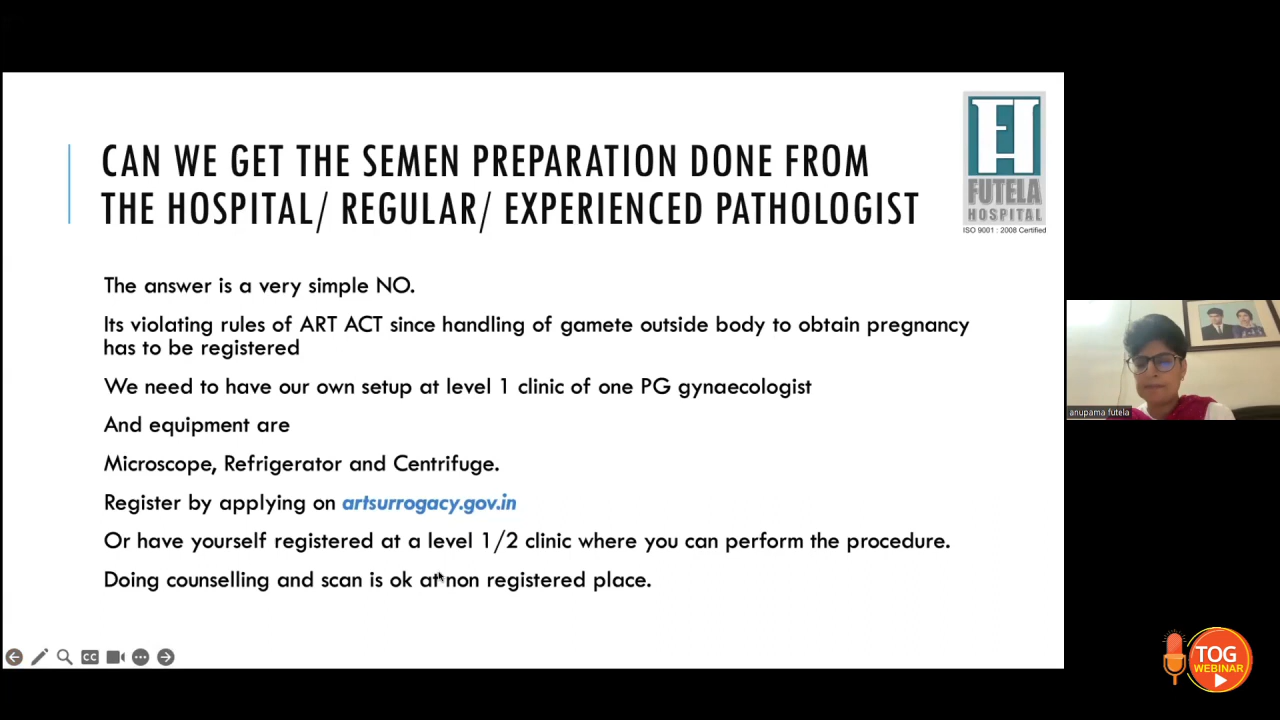 CAN WE GET THE SEMEN PREPARATION DONE FROM
THE HOSPITAL/ REGULAR/ EXPERIENCED PATHOLOGIST
FUTELA
HOSPITAL
ISO 9001 : 2008 Certified
The answer is a very simple NO.
Its violating rules of ART ACT since handling of gamete outside body to obtain pregnancy
has to be registered
We need to have our own setup at level 1 clinic of one PG gynaecologist
And equipment are
Microscope, Refrigerator and Centrifuge.
Register by applying on artsurrogacy.gov.in
Or have yourself registered at a level 1/2 clinic where you can perform the procedure.
Doing counselling and scan is ok at non registered place.
anupama futela
CC
TOG
WEBINAR